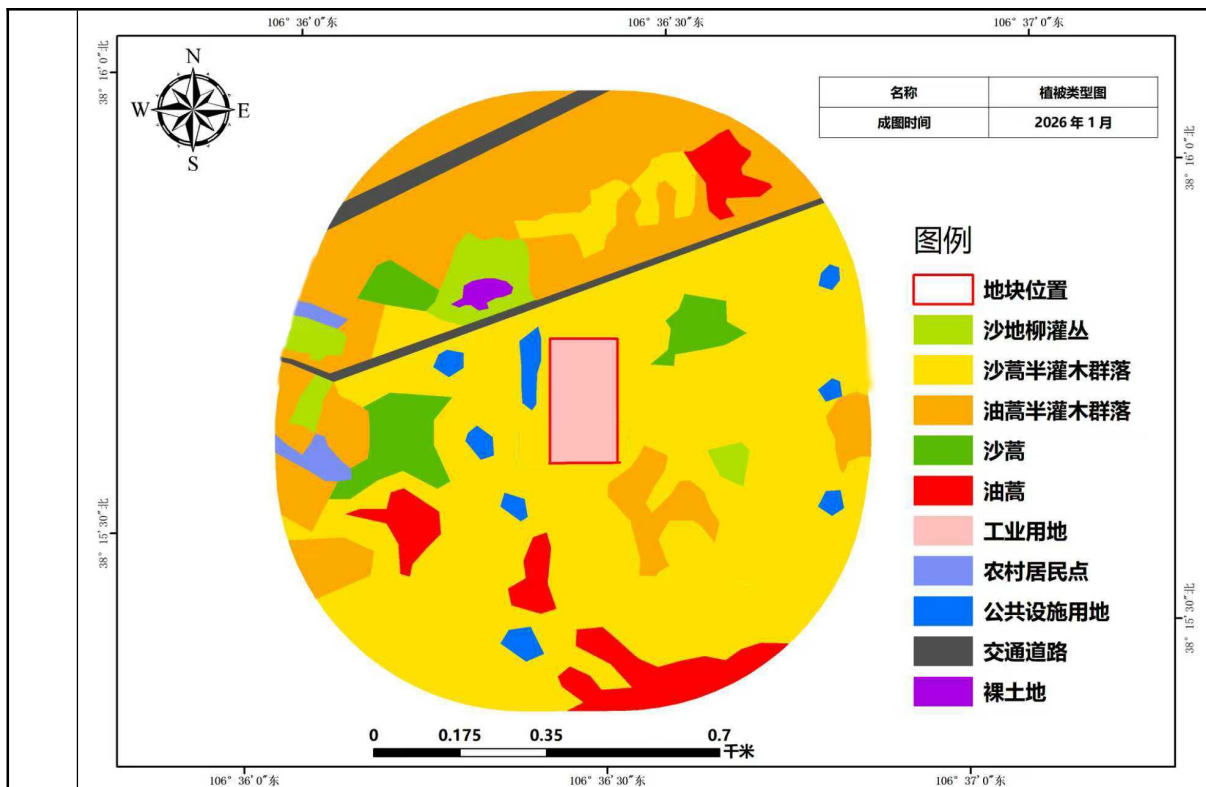 106° 36'0"东
106° 36'30"东
106° 37'0"东
38° 16'0"北
38° 16'0"北
N
W
E
S
名称
植被类型图
成图时间
2026年1月
图例
地块位置
沙地柳灌丛
沙蒿半灌木群落
油蒿半灌木群落
沙蒿
油蒿
工业用地
农村居民点
公共设施用地
交通道路
裸土地
38° 15'30"北
38° 15'30"北
0
0.175
0.35
0.7
千米
106° 36'0"东
106° 36'30"东
106° 37'0"东